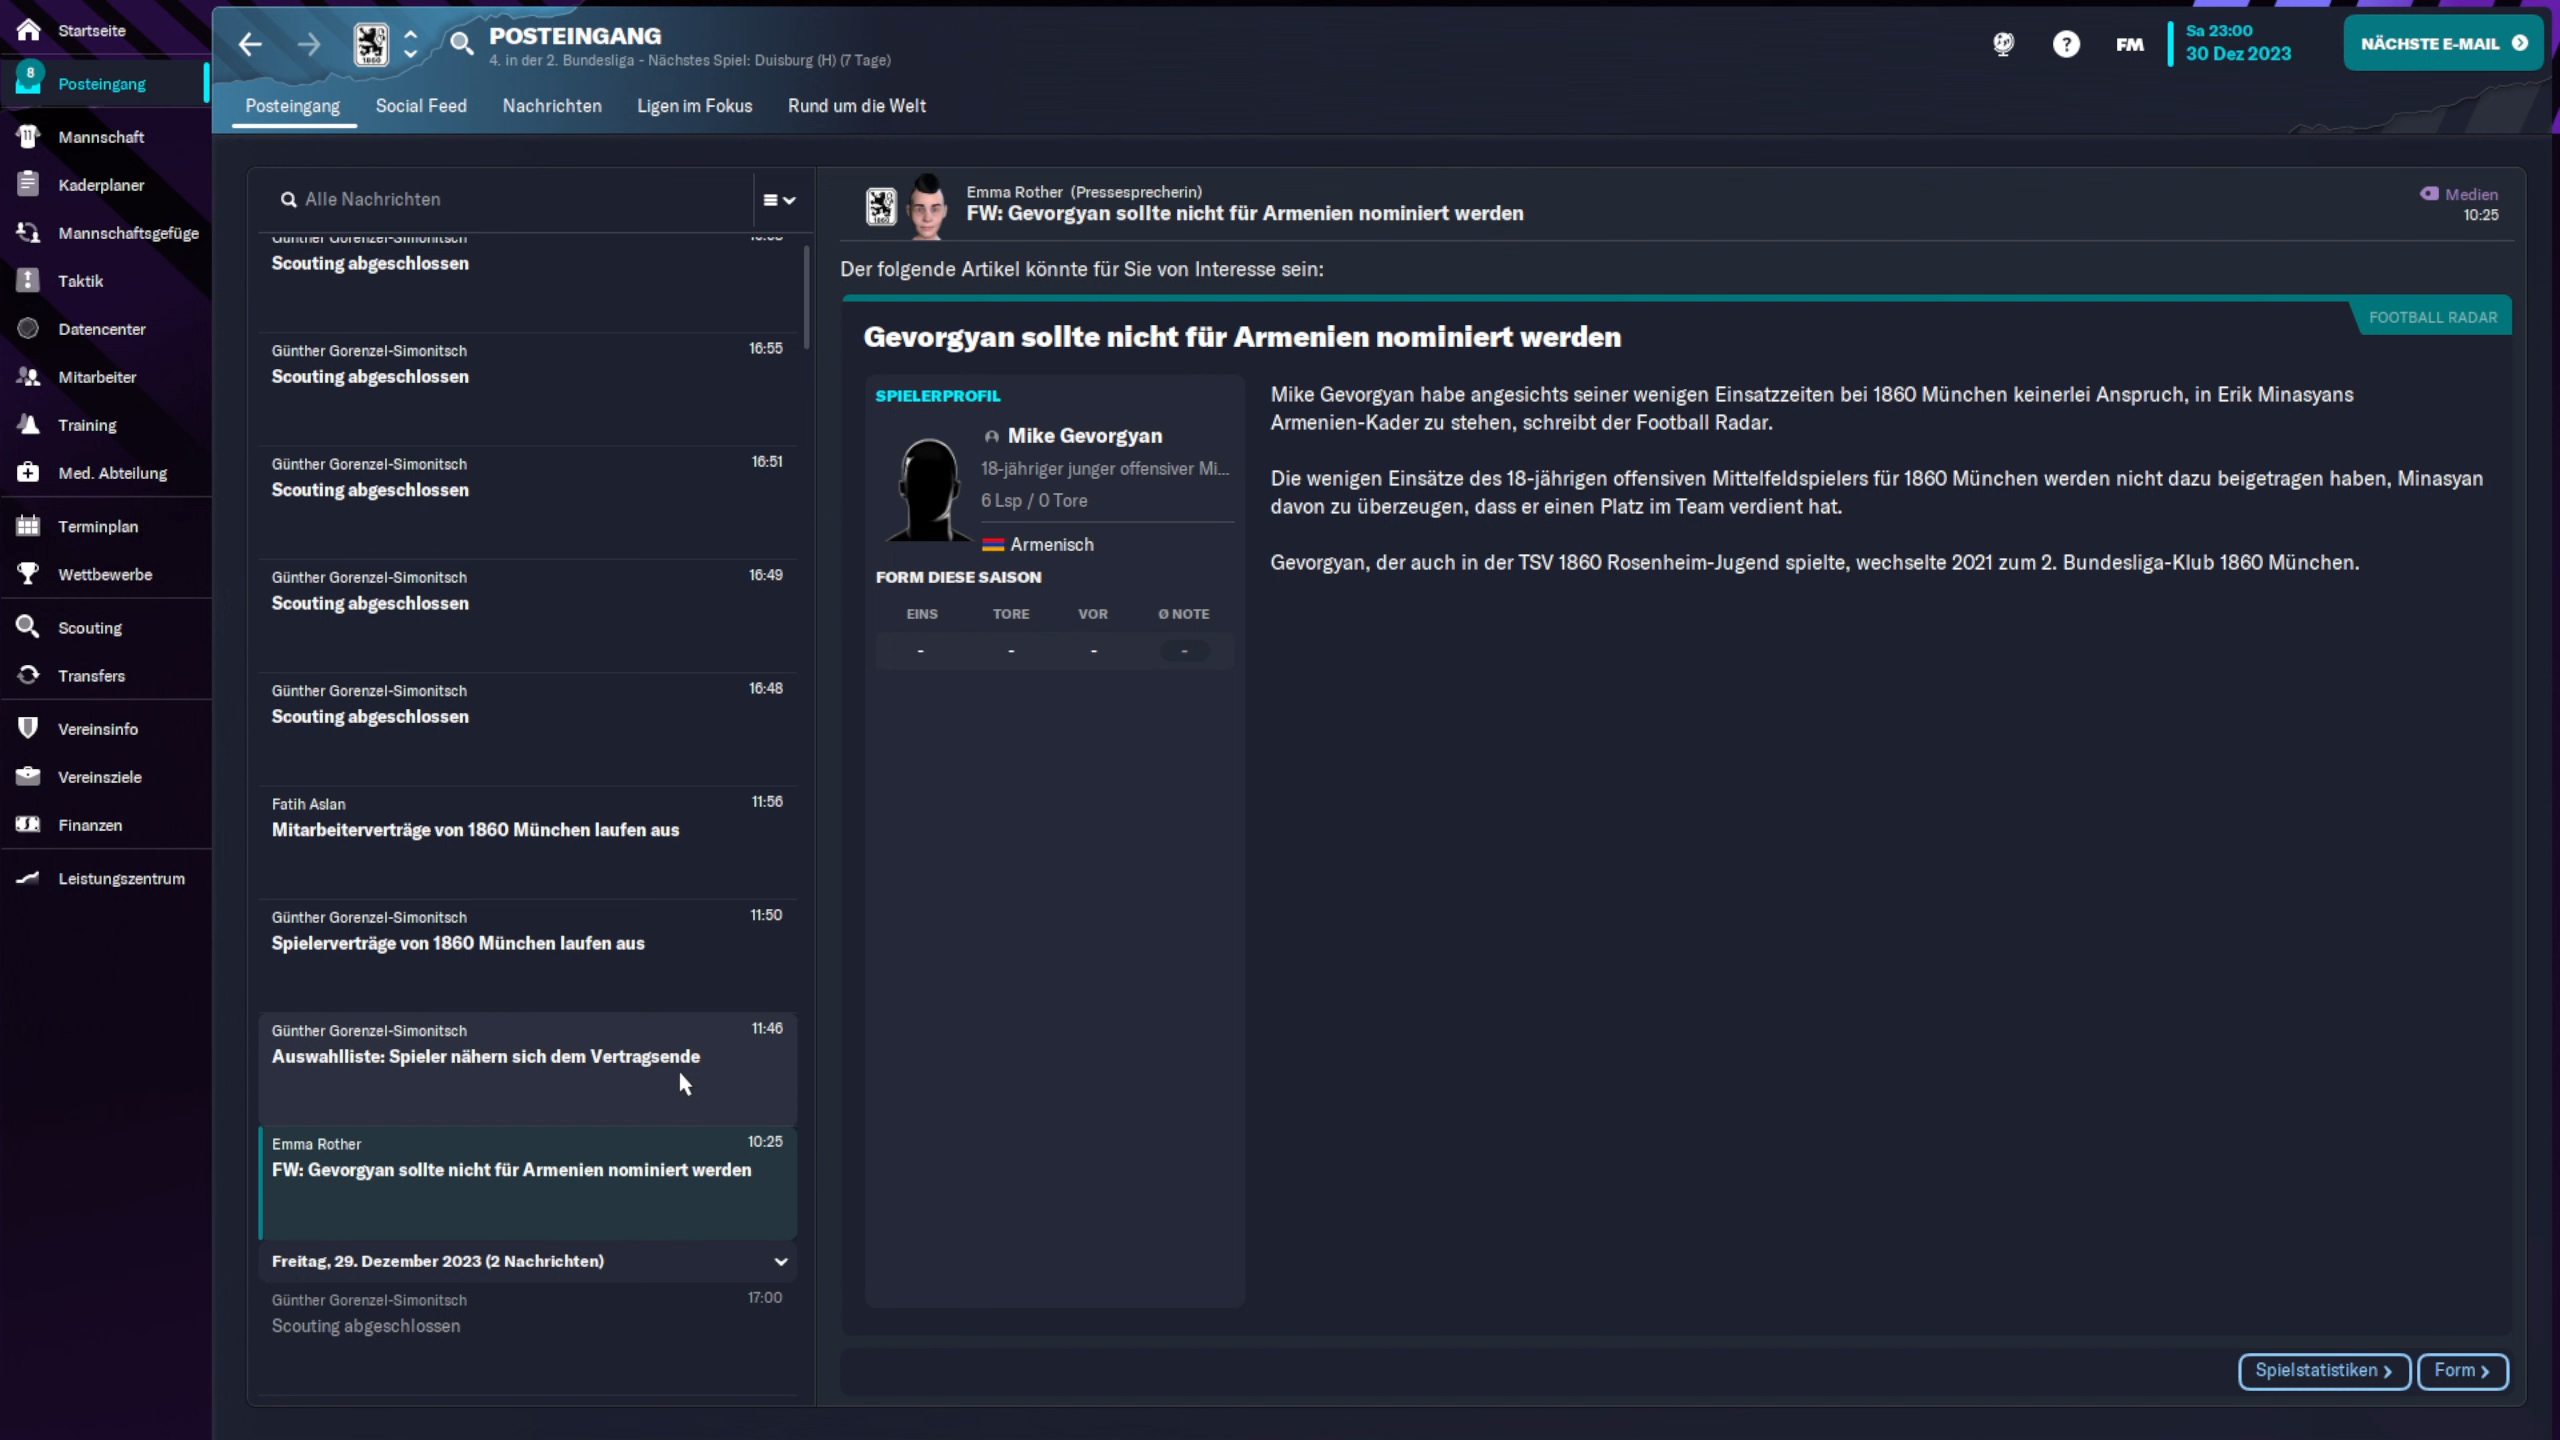 Startseite
8
Posteingang
Mannschaft
Kaderplaner
Mannschaftsgefüge
Taktik
Datencenter
Mitarbeiter
Training
Med. Abteilung
Terminplan
Wettbewerbe
Scouting
Transfers
Vereinsinfo
Vereinsziele
Finanzen
Leistungszentrum
POSTEINGANG
4. in der 2. Bundesliga - Nächstes Spiel: Duisburg (H) (7 Tage)
FM
Sa 23:00
30 Dez 2023
NÄCHSTE E-MAIL
Posteingang Social Feed Nachrichten Ligen im Fokus Rund um die Welt
Alle Nachrichten
Günther Gorenzel-Simonitsch
Scouting abgeschlossen
Günther Gorenzel-Simonitsch 16:55
Scouting abgeschlossen
Günther Gorenzel-Simonitsch 16:51
Scouting abgeschlossen
Günther Gorenzel-Simonitsch 16:49
Scouting abgeschlossen
Günther Gorenzel-Simonitsch 16:48
Scouting abgeschlossen
Fatih Aslan 11:56
Mitarbeiterverträge von 1860 München laufen aus
Günther Gorenzel-Simonitsch 11:50
Spielerverträge von 1860 München laufen aus
Günther Gorenzel-Simonitsch 11:46
Auswahlliste: Spieler nähern sich dem Vertragsende
Emma Rother 10:25
FW: Gevorgyan sollte nicht für Armenien nominiert werden
Freitag, 29. Dezember 2023 (2 Nachrichten)
Günther Gorenzel-Simonitsch 17:00
Scouting abgeschlossen
Emma Rother (Pressesprecherin)
FW: Gevorgyan sollte nicht für Armenien nominiert werden
Medien
10:25
Der folgende Artikel könnte für Sie von Interesse sein:
FOOTBALL RADAR
Gevorgyan sollte nicht für Armenien nominiert werden
SPIELERPROFIL
Mike Gevorgyan
18-jähriger junger offensiver Mi...
6 Lsp / 0 Tore
Armenisch
FORM DIESE SAISON
EINS TORE VOR Ø NOTE
- - - -
Mike Gevorgyan habe angesichts seiner wenigen Einsatzzeiten bei 1860 München keinerlei Anspruch, in Erik Minasyans
Armenien-Kader zu stehen, schreibt der Football Radar.
Die wenigen Einsätze des 18-jährigen offensiven Mittelfeldspielers für 1860 München werden nicht dazu beigetragen haben, Minasyan
davon zu überzeugen, dass er einen Platz im Team verdient hat.
Gevorgyan, der auch in der TSV 1860 Rosenheim-Jugend spielte, wechselte 2021 zum 2. Bundesliga-Klub 1860 München.
Spielstatistiken
Form